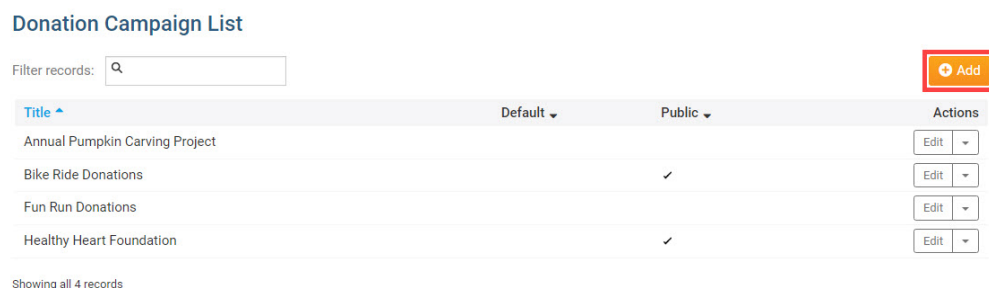 Donation Campaign List
Filter records:
Add
Title Default Public Actions
Annual Pumpkin Carving Project Edit
Bike Ride Donations Edit
Fun Run Donations Edit
Healthy Heart Foundation Edit
Showing all 4 records